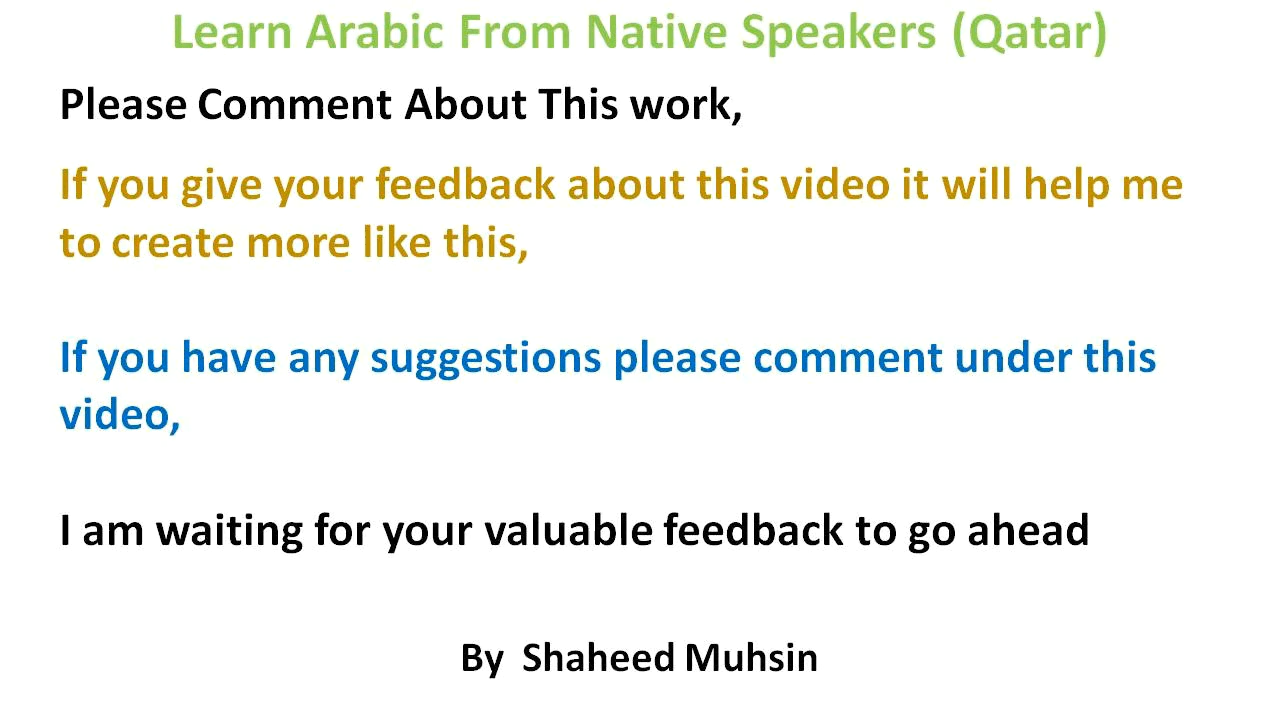 Learn Arabic From Native Speakers (Qatar)
Please Comment About This work,
If you give your feedback about this video it will help me
to create more like this,
If you have any suggestions please comment under this
video,
I am waiting for your valuable feedback to go ahead
By Shaheed Muhsin